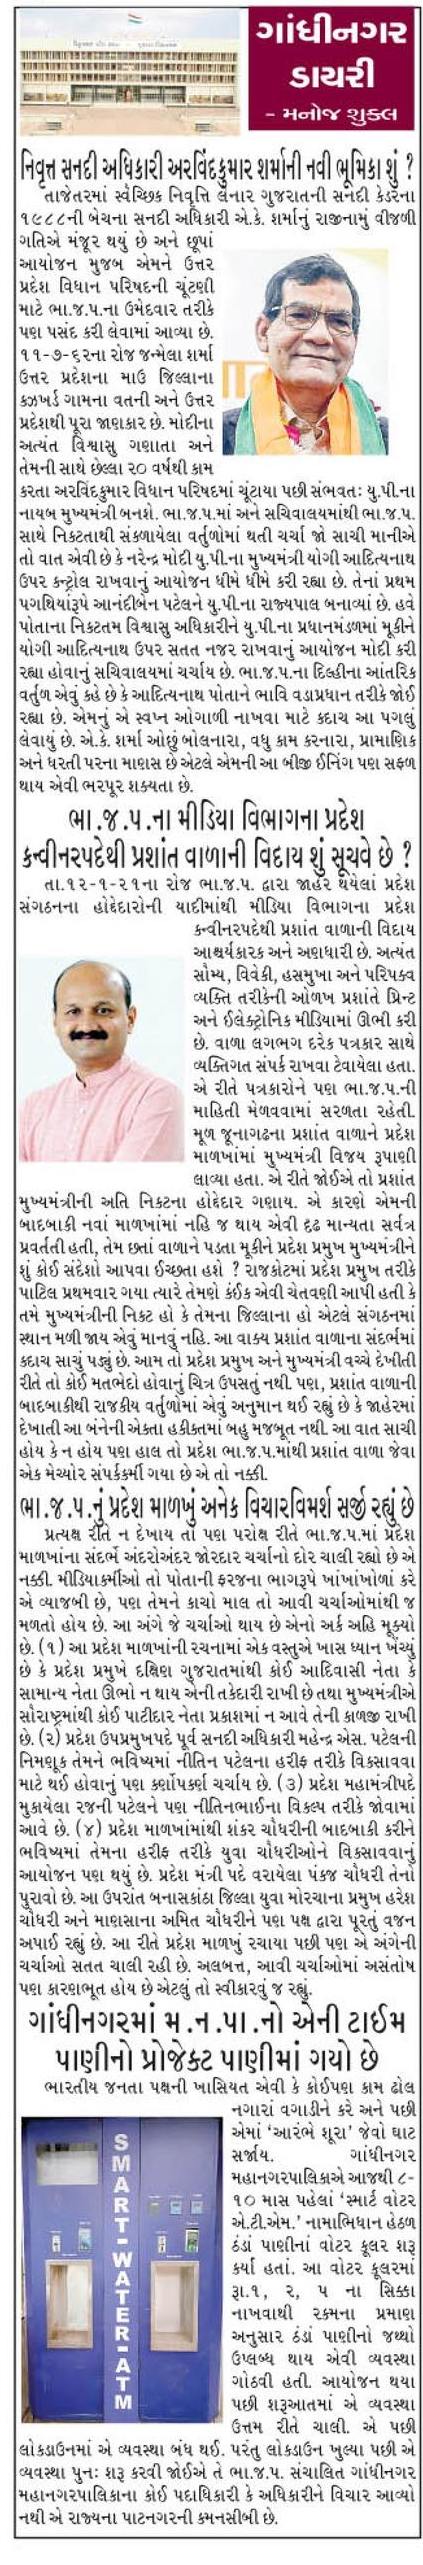 ગાંધીનગર
ડાયરી
- મનોજ શુક્લ
નિવૃત્ત સનદી અધિકારી અરવિંદકુમાર શર્માની નવી ભૂમિકા શું ?
તાજેતરમાં સ્વૈચ્છિક નિવૃત્તિ લેનાર ગુજરાતની સનદી કેડરના
૧૯૮૮ની બેચના સનદી અધિકારી એ.કે. શર્માનું રાજીનામું વીજળી
ગતિએ મંજૂર થયું છે અને છૂપાં
આયોજન મુજબ એમને ઉત્તર
પ્રદેશ વિધાન પરિષદની ચૂંટણી
માટે ભા.જ.પ.ના ઉમેદવાર તરીકે
પણ પસંદ કરી લેવામાં આવ્યા છે.
૧૧-૭-૬૨ના રોજ જન્મેલા શર્મા
ઉત્તર પ્રદેશના માઉ જિલ્લાના
કઝખર્ડ ગામના વતની અને ઉત્તર
પ્રદેશથી પૂરા જાણકાર છે. મોદીના
અત્યંત વિશ્વાસુ ગણાતા અને
તેમની સાથે છેલ્લા ૨૦ વર્ષથી કામ
કરતા અરવિંદકુમાર વિધાન પરિષદમાં ચૂંટાયા પછી સંભવતઃ યુ.પી.ના
નાયબ મુખ્યમંત્રી બનશે. ભા.જ.પ.માં અને સચિવાલયમાંથી ભા.જ.પ.
સાથે નિકટતાથી સંકળાયેલા વર્તુળોમાં થતી ચર્ચા જો સાચી માનીએ
તો વાત એવી છે કે નરેન્દ્ર મોદી યુ.પી.ના મુખ્યમંત્રી યોગી આદિત્યનાથ
ઉપર કન્ટ્રોલ રાખવાનું આયોજન ધીમે ધીમે કરી રહ્યા છે. તેનાં પ્રથમ
પગથિયાંરૂપે આનંદીબેન પટેલને યુ.પી.ના રાજ્યપાલ બનાવ્યાં છે. હવે
પોતાના નિકટતમ વિશ્વાસુ અધિકારીને યુ.પી.ના પ્રધાનમંડળમાં મૂકીને
યોગી આદિત્યનાથ ઉપર સતત નજર રાખવાનું આયોજન મોદી કરી
રહ્યા હોવાનું સચિવાલયમાં ચર્ચાય છે. ભા.જ.પ.ના દિલ્હીના આંતરિક
વર્તુળ એવું કહે છે કે આદિત્યનાથ પોતાને ભાવિ વડાપ્રધાન તરીકે જોઈ
રહ્યા છે. એમનું એ સ્વપ્ન ઓગાળી નાખવા માટે કદાચ આ પગલું
લેવાયું છે. એ.કે. શર્મા ઓછું બોલનારા, વધુ કામ કરનારા, પ્રામાણિક
અને ધરતી પરના માણસ છે એટલે એમની આ બીજી ઈનિંગ પણ સફળ
થાય એવી ભરપૂર શક્યતા છે.
ભા.જ.પ.ના મીડિયા વિભાગના પ્રદેશ
કન્વીનરપદેથી પ્રશાંત વાળાની વિદાય શું સૂચવે છે ?
તા.૧૨-૧-૨૧ના રોજ ભા.જ.પ. દ્વારા જાહેર થયેલાં પ્રદેશ
સંગઠનના હોદ્દેદારોની યાદીમાંથી મીડિયા વિભાગના પ્રદેશ
કન્વીનરપદેથી પ્રશાંત વાળાની વિદાય
આશ્ચર્યકારક અને અણધારી છે. અત્યંત
સૌમ્ય, વિવેકી, હસમુખા અને પરિપક્વ
વ્યક્તિ તરીકેની ઓળખ પ્રશાંતે પ્રિન્ટ
અને ઈલેક્ટ્રોનિક મીડિયામાં ઊભી કરી
છે. વાળા લગભગ દરેક પત્રકાર સાથે
વ્યક્તિગત સંપર્ક રાખવા ટેવાયેલા હતા.
એ રીતે પત્રકારોને પણ ભા.જ.પ.ની
માહિતી મેળવવામાં સરળતા રહેતી.
મૂળ જૂનાગઢના પ્રશાંત વાળાને પ્રદેશ
માળખાંમાં મુખ્યમંત્રી વિજય રૂપાણી
લાવ્યા હતા. એ રીતે જોઈએ તો પ્રશાંત
મુખ્યમંત્રીની અતિ નિકટના હોદ્દેદાર ગણાય. એ કારણે એમની
બાદબાકી નવાં માળખાંમાં નહિ જ થાય એવી દૃઢ માન્યતા સર્વત્ર
પ્રવર્તતી હતી, તેમ છતાં વાળાને પડતા મૂકીને પ્રદેશ પ્રમુખ મુખ્યમંત્રીને
શું કોઈ સંદેશો આપવા ઈચ્છતા હશે ? રાજકોટમાં પ્રદેશ પ્રમુખ તરીકે
પાટિલ પ્રથમવાર ગયા ત્યારે તેમણે કંઈક એવી ચેતવણી આપી હતી કે
તમે મુખ્યમંત્રીની નિકટ હો કે તેમના જિલ્લાના હો એટલે સંગઠનમાં
સ્થાન મળી જાય એવું માનવું નહિ. આ વાક્ય પ્રશાંત વાળાના સંદર્ભમાં
કદાચ સાચું પડ્યું છે. આમ તો પ્રદેશ પ્રમુખ અને મુખ્યમંત્રી વચ્ચે દેખીતી
રીતે તો કોઈ મતભેદો હોવાનું ચિત્ર ઉપસતું નથી. પણ, પ્રશાંત વાળાની
બાદબાકીથી રાજકીય વર્તુળોમાં એવું અનુમાન થઈ રહ્યું છે કે જાહેરમાં
દેખાતી આ બંનેની એકતા હકીકતમાં બહુ મજબૂત નથી. આ વાત સાચી
હોય કે ન હોય પણ હાલ તો પ્રદેશ ભા.જ.પ.માંથી પ્રશાંત વાળા જેવા
એક મેચ્યોર સંપર્કકર્મી ગયા છે એ તો નક્કી.
ભા.જ.પ.નું પ્રદેશ માળખું અનેક વિચારવિમર્શ સર્જી રહ્યું છે
પ્રત્યક્ષ રીતે ન દેખાય તો પણ પરોક્ષ રીતે ભા.જ.પ.માં પ્રદેશ
માળખાંના સંદર્ભે અંદરોઅંદર જોરદાર ચર્ચાનો દૌર ચાલી રહ્યો છે એ
નક્કી. મીડિયાકર્મીઓ તો પોતાની ફરજના ભાગરૂપે ખાંખાંખોળાં કરે
એ વ્યાજબી છે, પણ તેમને કાચો માલ તો આવી ચર્ચાઓમાંથી જ
મળતો હોય છે. આ અંગે જે ચર્ચાઓ થાય છે એનો અર્ક અહિ મૂક્યો
છે. (૧) આ પ્રદેશ માળખાંની રચનામાં એક વસ્તુએ ખાસ ધ્યાન ખેંચ્યું
છે કે પ્રદેશ પ્રમુખે દક્ષિણ ગુજરાતમાંથી કોઈ આદિવાસી નેતા કે
સામાન્ય નેતા ઊભો ન થાય એની તકેદારી રાખી છે તથા મુખ્યમંત્રીએ
સૌરાષ્ટ્રમાંથી કોઈ પાટીદાર નેતા પ્રકાશમાં ન આવે તેની કાળજી રાખી
છે. (૨) પ્રદેશ ઉપપ્રમુખપદે પૂર્વ સનદી અધિકારી મહેન્દ્ર એસ. પટેલની
નિમણૂક તેમને ભવિષ્યમાં નીતિન પટેલના હરીફ તરીકે વિકસાવવા
માટે થઈ હોવાનું પણ કર્ણોપકર્ણ ચર્ચાય છે. (૩) પ્રદેશ મહામંત્રીપદે
મુકાયેલા રજની પટેલને પણ નીતિનભાઈના વિકલ્પ તરીકે જોવામાં
આવે છે. (૪) પ્રદેશ માળખાંમાંથી શંકર ચૌધરીની બાદબાકી કરીને
ભવિષ્યમાં તેમના હરીફ તરીકે યુવા ચૌધરીઓને વિકસાવવાનું
આયોજન પણ થયું છે. પ્રદેશ મંત્રી પદે વરાયેલા પંકજ ચૌધરી તેનો
પુરાવો છે. આ ઉપરાંત બનાસકાંઠા જિલ્લા યુવા મોરચાના પ્રમુખ હરેશ
ચૌધરી અને માણસાના અમિત ચૌધરીને પણ પક્ષ દ્વારા પૂરતું વજન
અપાઈ રહ્યું છે. આ રીતે પ્રદેશ માળખું રચાયા પછી પણ એ અંગેની
ચર્ચાઓ સતત ચાલી રહી છે. અલબત્ત, આવી ચર્ચાઓમાં અસંતોષ
પણ કારણભૂત હોય છે એટલું તો સ્વીકારવું જ રહ્યું.
ગાંધીનગરમાં મ.ન.પા.નો એની ટાઈમ
પાણીનો પ્રોજેક્ટ પાણીમાં ગયો છે
ભારતીય જનતા પક્ષની ખાસિયત એવી કે કોઈપણ કામ ઢોલ
નગારાં વગાડીને કરે અને પછી
એમાં 'આરંભે શૂરા' જેવો ઘાટ
સર્જાય. ગાંધીનગર
મહાનગરપાલિકાએ આજથી ૮-
૧૦ માસ પહેલાં 'સ્માર્ટ વોટર
એ.ટી.એમ.' નામાભિધાન હેઠળ
ઠંડાં પાણીનાં વોટર કૂલર શરૂ
કર્યા હતાં. આ વોટર કૂલરમાં
રૂા.૧, ૨, ૫ ના સિક્કા
નાખવાથી રકમના પ્રમાણ
અનુસાર ઠંડાં પાણીનો જથ્થો
ઉપલબ્ધ થાય એવી વ્યવસ્થા
ગોઠવી હતી. આયોજન થયા
પછી શરૂઆતમાં એ વ્યવસ્થા
ઉત્તમ રીતે ચાલી. એ પછી
લોકડાઉનમાં એ વ્યવસ્થા બંધ થઈ. પરંતુ લોકડાઉન ખુલ્યા પછી એ
વ્યવસ્થા પુનઃ શરૂ કરવી જોઈએ તે ભા.જ.પ. સંચાલિત ગાંધીનગર
મહાનગરપાલિકાના કોઈ પદાધિકારી કે અધિકારીને વિચાર આવ્યો
નથી એ રાજ્યના પાટનગરની કમનસીબી છે.
SMART-WATER-ATM